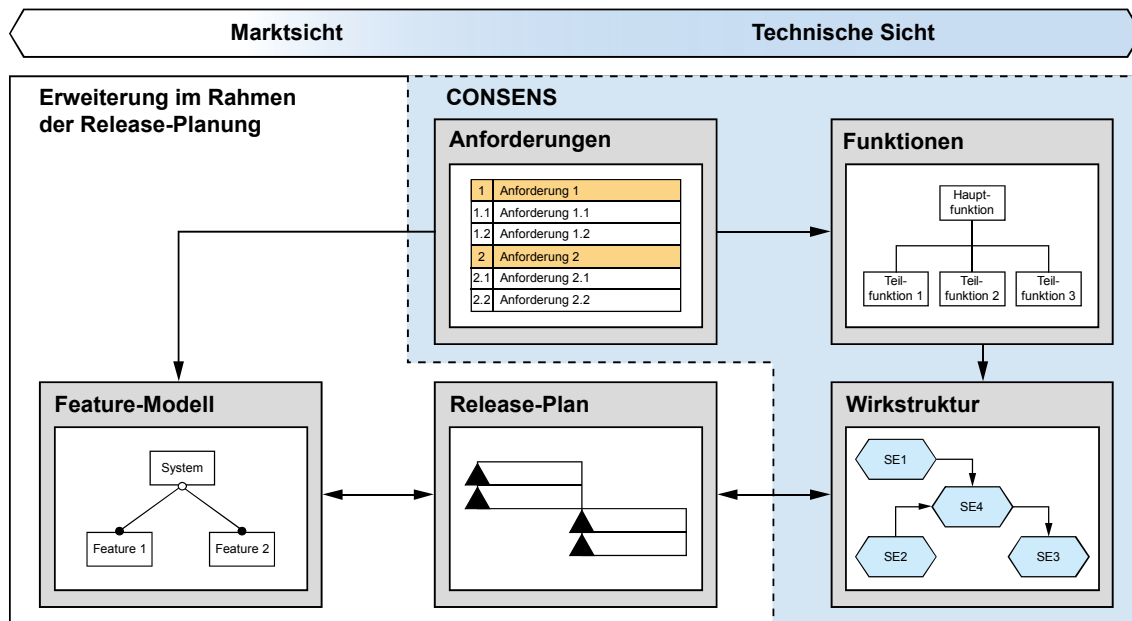 Marktsicht
Technische Sicht
Erweiterung im Rahmen
der Release-Planung
CONSENS
Anforderungen
1 Anforderung 1
1.1 Anforderung 1.1
1.2 Anforderung 1.2
2 Anforderung 2
2.1 Anforderung 2.1
2.2 Anforderung 2.2
Funktionen
Haupt-
funktion
Teil-
funktion 1
Teil-
funktion 2
Teil-
funktion 3
Feature-Modell
System
Feature 1
Feature 2
Release-Plan
Wirkstruktur
SE1
SE4
SE2
SE3